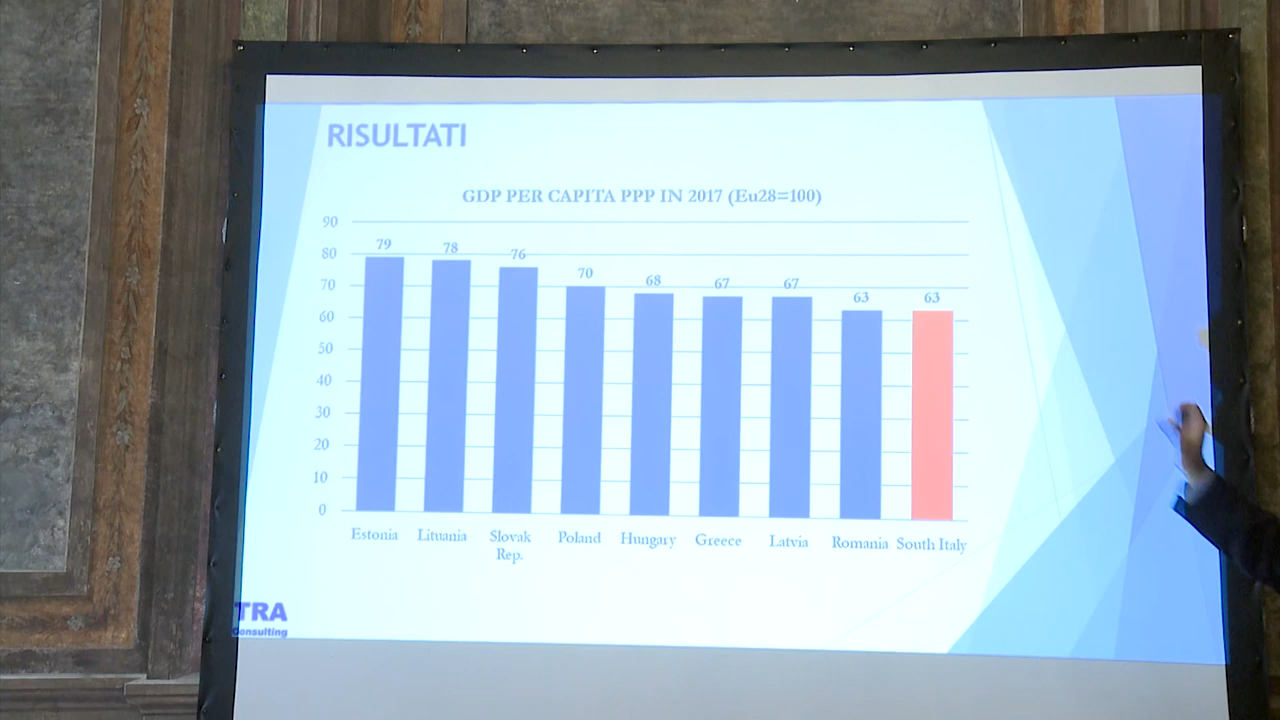 RISULTATI
GDP PER CAPITA PPP IN 2017 (Eu28=100)
90
80
70
60
50
40
30
20
10
0
79
78
76
70
68
67
67
63
63
Estonia
Lituania
Slovak
Rep.
Poland
Hungary
Greece
Latvia
Romania
South Italy
TRA
Consulting